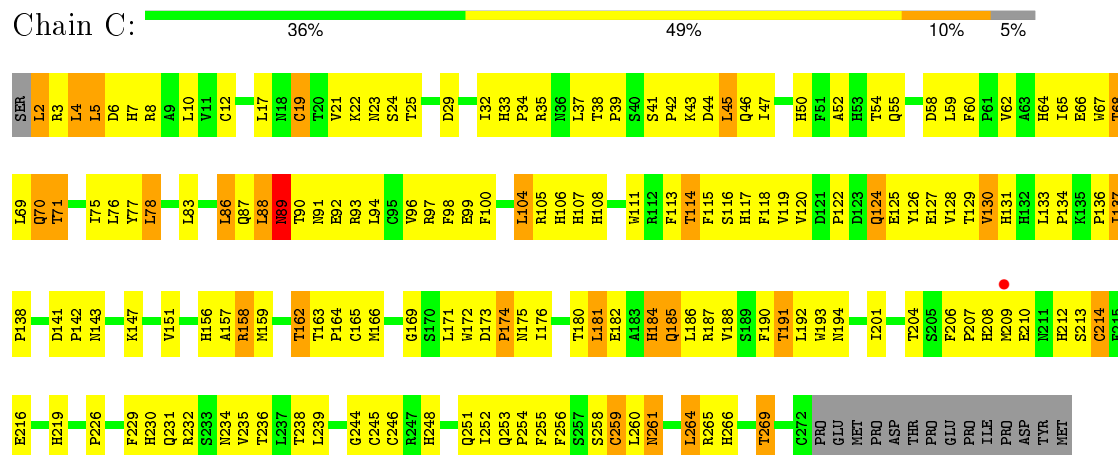 Chain C:
36% 49% 10% 5%
SER L2 R3 L4 L5 D6 H7 R8 A9 L10 V11 C12 L17 N18 C19 T20 V21 K22 N23 S24 T25 D29 I32 H33 P34 R35 N36 L37 T38 P39 S40 S41 P42 K43 D44 L45 Q46 I47 H50 F51 A52 H53 T54 Q55 D58 L59 F60 P61 V62 A63 H64 I65 E66 W67 T68
L69 Q70 T71 I75 L76 Y77 L78 L83 L86 Q87 L88 N89 T90 N91 E92 R93 L94 C95 V96 R97 F98 E99 F100 L104 R105 H106 H107 H108 W111 R112 F113 T114 F115 S116 H117 F118 V119 V120 D121 P122 D123 Q124 E125 Y126 E127 V128 T129 V130 H131 H132 L133 P134 K135 P136 I137
P138 D141 P142 N143 K147 V151 H156 A157 R158 M159 T162 T163 P164 C165 M166 G169 S170 L171 W172 D173 P174 N175 I176 T180 L181 E182 A183 H184 Q185 L186 R187 V188 S189 F190 T191 L192 W193 N194 I201 T204 S205 F206 P207 H208 M209 E210 N211 H212 S213 C214 F215
E216 H219 P226 F229 H230 Q231 R232 S233 N234 V235 T236 L237 T238 L239 G244 C245 C246 R247 H248 Q251 I252 Q253 P254 F255 F256 S257 S258 C259 L260 N261 L264 R265 H266 T269 C272 PRO GLU MET PRO ASP THR PRO GLU PRO ILE PRO ASP TYR MET